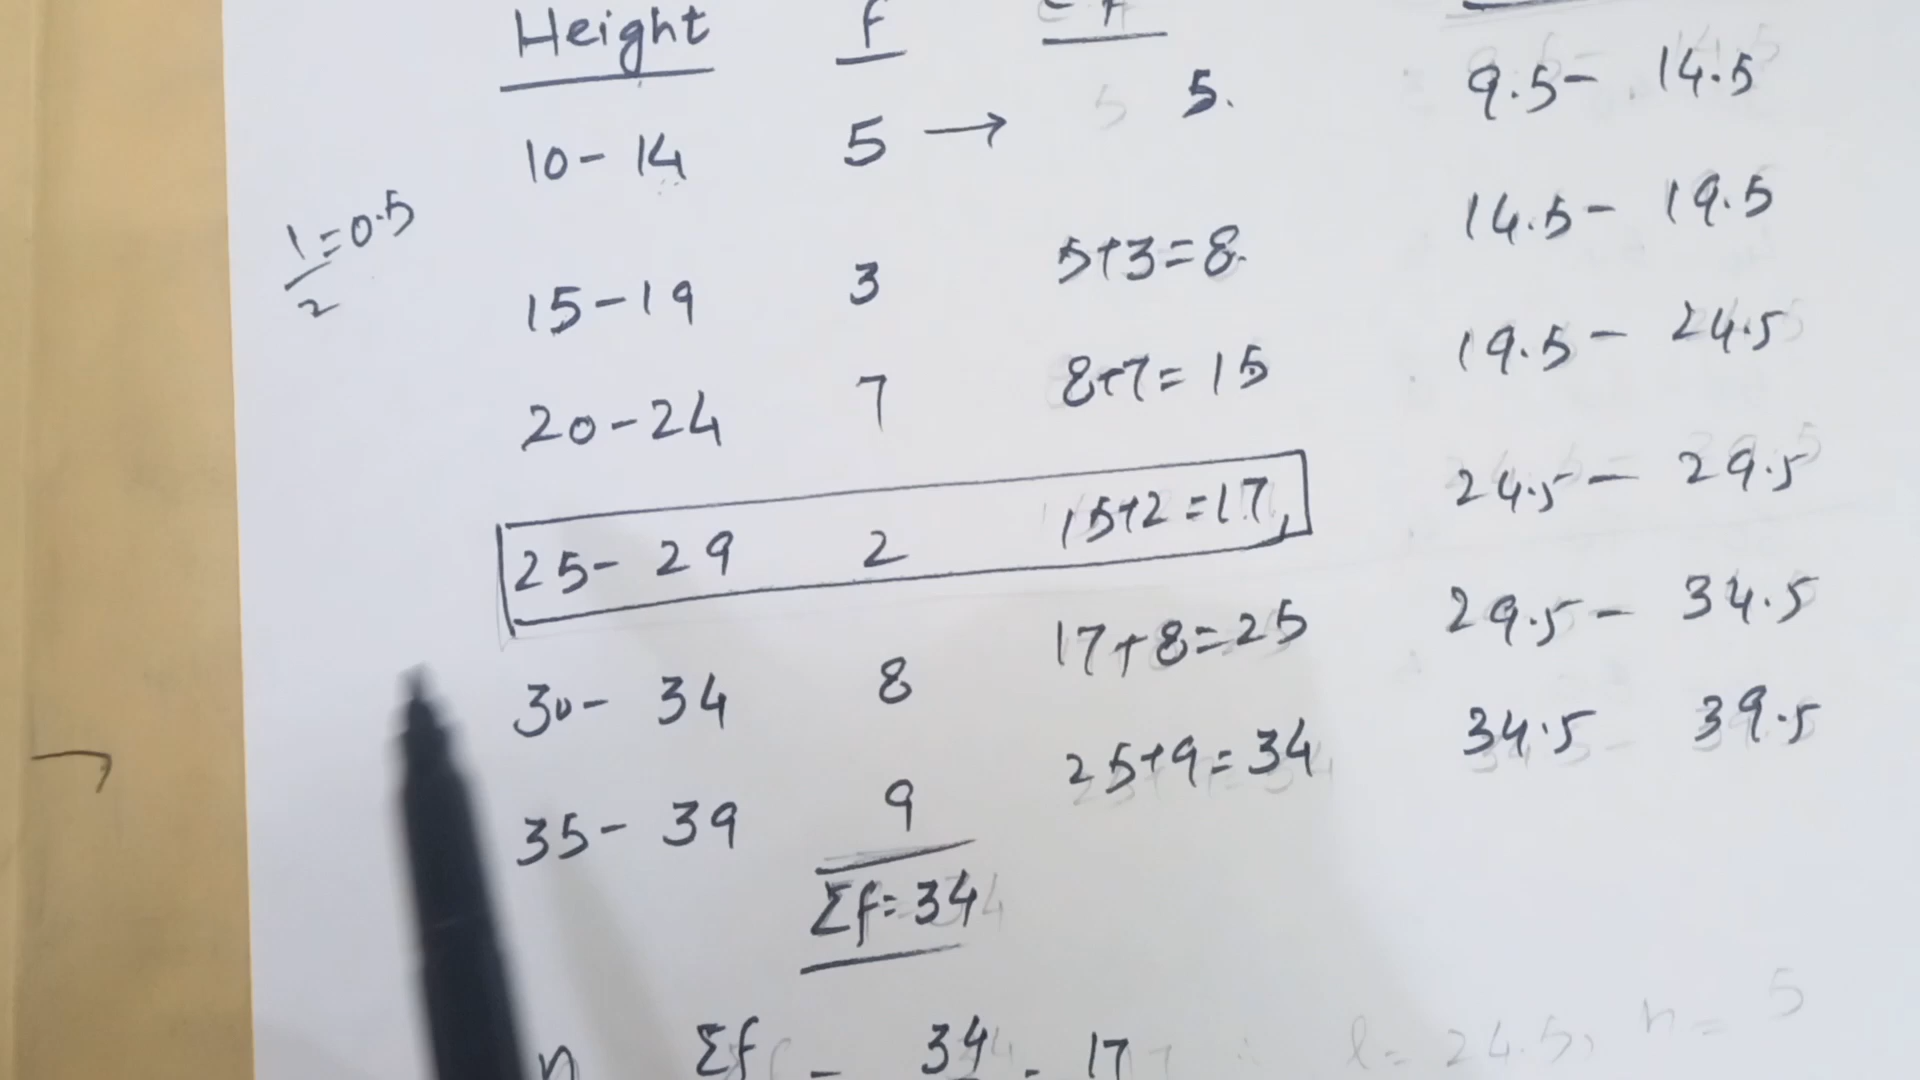 Height f
9.5 - 14.5
10 - 14 5 → 5.
1/2 = 0.5
14.5 - 19.5
15 - 19 3 5+3=8.
19.5 - 24.5
20 - 24 7 8+7= 15
24.5 - 29.5
25 - 29 2 15+2 =17,
29.5 - 34.5
30 - 34 8 17+8=25
34.5 - 39.5
35 - 39 9 25+9=34
Σf= 34
n Σf - 34 - 17
l= 24.5, h = 5